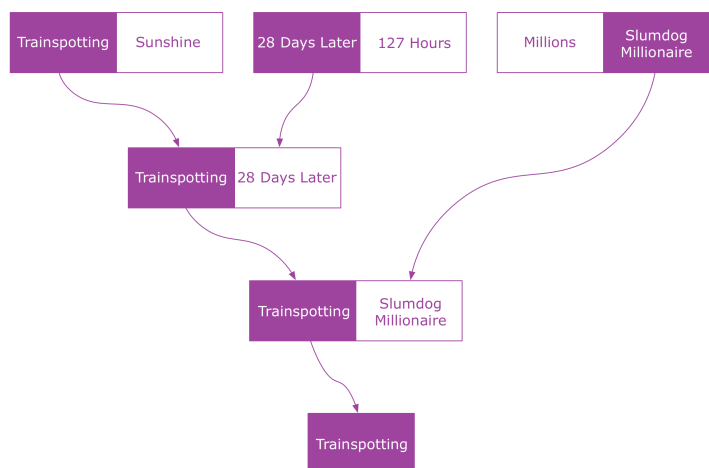 Trainspotting
Sunshine
28 Days Later
127 Hours
Millions
Slumdog
Millionaire
Trainspotting
28 Days Later
Trainspotting
Slumdog
Millionaire
Trainspotting